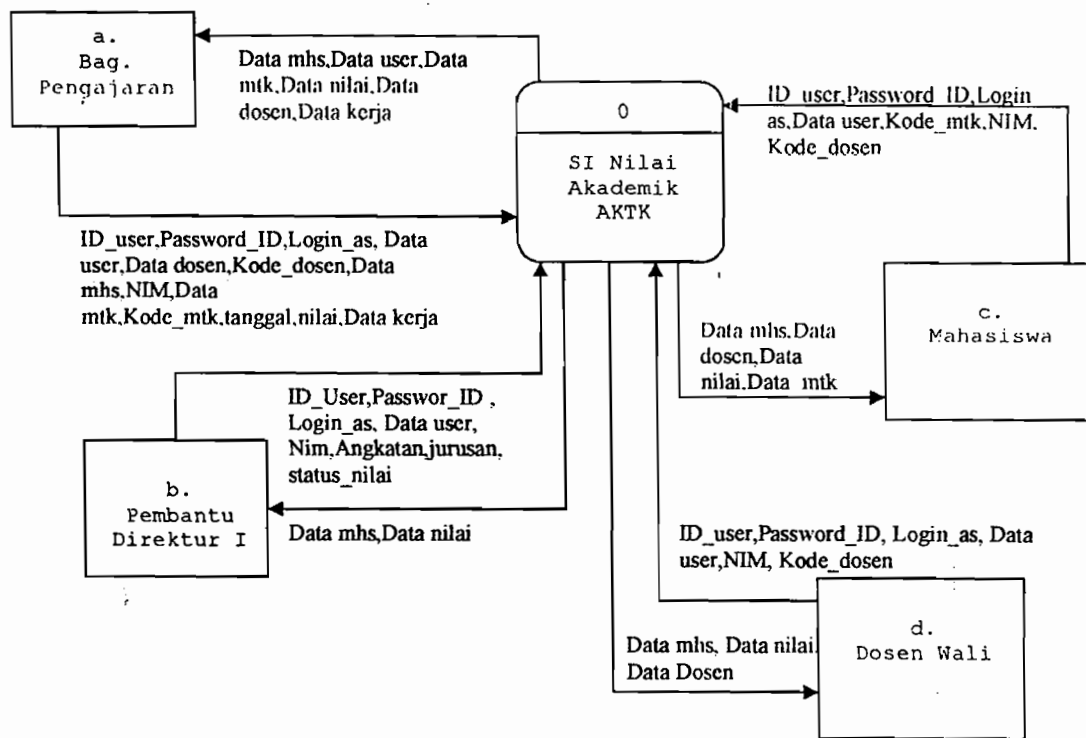 a.
Bag.
Pengajaran
Data mhs,Data user,Data
mtk,Data nilai,Data
dosen,Data kerja
0
SI Nilai
Akademik
AKTK
ID_user,Password_ID,Login
as,Data user,Kode_mtk,NIM,
Kode_dosen
ID_user,Password_ID,Login_as, Data
user,Data dosen,Kode_dosen,Data
mhs,NIM,Data
mtk,Kode_mtk,tanggal,nilai,Data kerja
c.
Mahasiswa
Data mhs,Data
dosen,Data
nilai,Data mtk
ID_User,Passwor_ID ,
Login_as, Data user,
Nim,Angkatan,jurusan,
status_nilai
b.
Pembantu
Direktur I
Data mhs,Data nilai
ID_user,Password_ID, Login_as, Data
user,NIM, Kode_dosen
d.
Dosen Wali
Data mhs, Data nilai,
Data Dosen